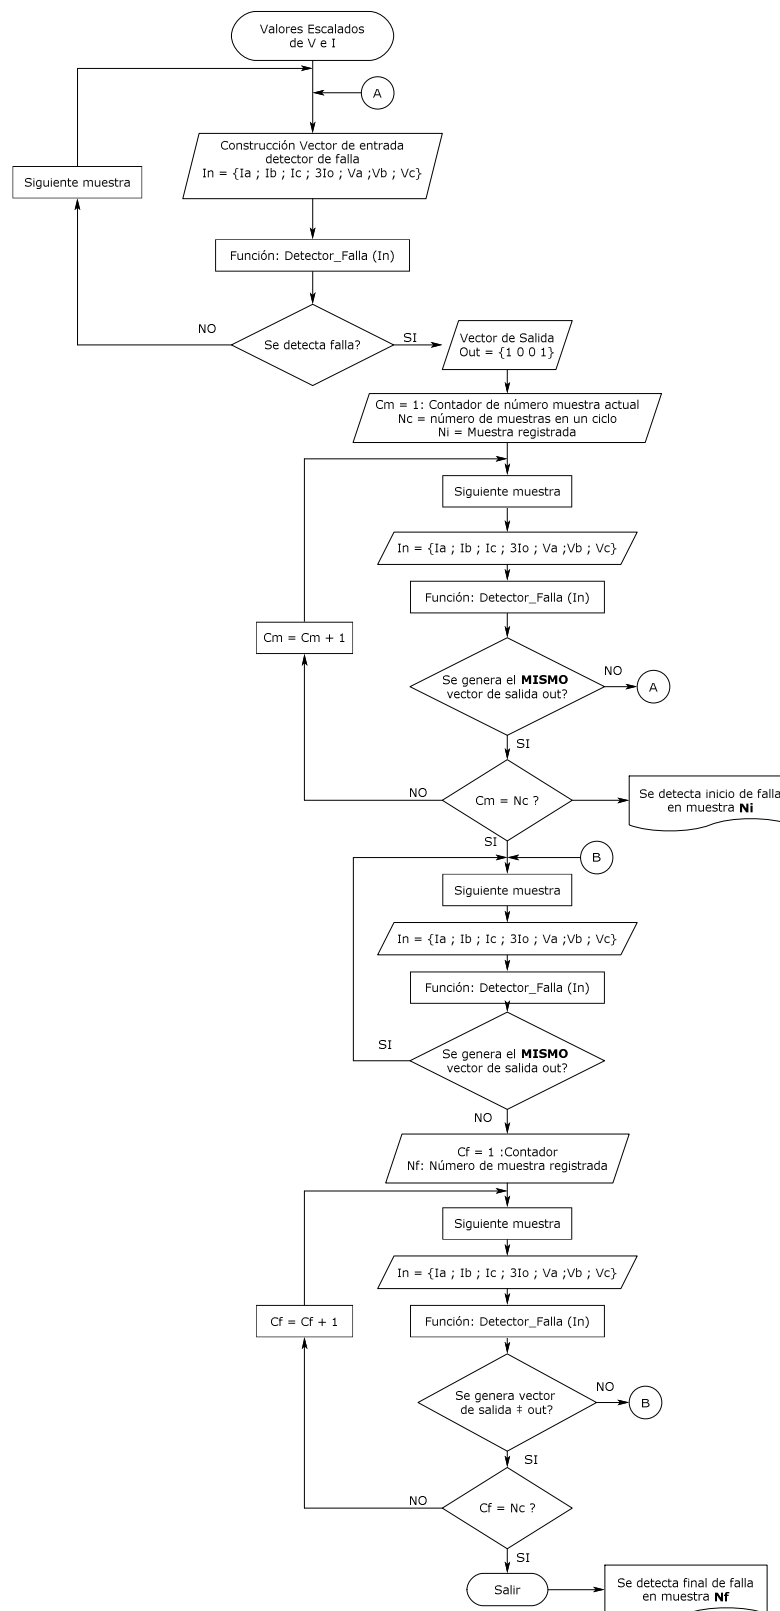 Valores Escalados
de V e I
A
Construcción Vector de entrada
detector de falla
In = {Ia ; Ib ; Ic ; 3Io ; Va ;Vb ; Vc}
Siguiente muestra
Función: Detector_Falla (In)
NO
Se detecta falla?
SI
Vector de Salida
Out = {1 0 0 1}
Cm = 1: Contador de número muestra actual
Nc = número de muestras en un ciclo
Ni = Muestra registrada
Siguiente muestra
In = {Ia ; Ib ; Ic ; 3Io ; Va ;Vb ; Vc}
Función: Detector_Falla (In)
Cm = Cm + 1
Se genera el MISMO
vector de salida out?
NO
A
SI
NO
Cm = Nc ?
Se detecta inicio de falla
en muestra Ni
SI
B
Siguiente muestra
In = {Ia ; Ib ; Ic ; 3Io ; Va ;Vb ; Vc}
Función: Detector_Falla (In)
SI
Se genera el MISMO
vector de salida out?
NO
Cf = 1 :Contador
Nf: Número de muestra registrada
Siguiente muestra
In = {Ia ; Ib ; Ic ; 3Io ; Va ;Vb ; Vc}
Cf = Cf + 1
Función: Detector_Falla (In)
Se genera vector
de salida ‡ out?
NO
B
SI
NO
Cf = Nc ?
SI
Salir
Se detecta final de falla
en muestra Nf